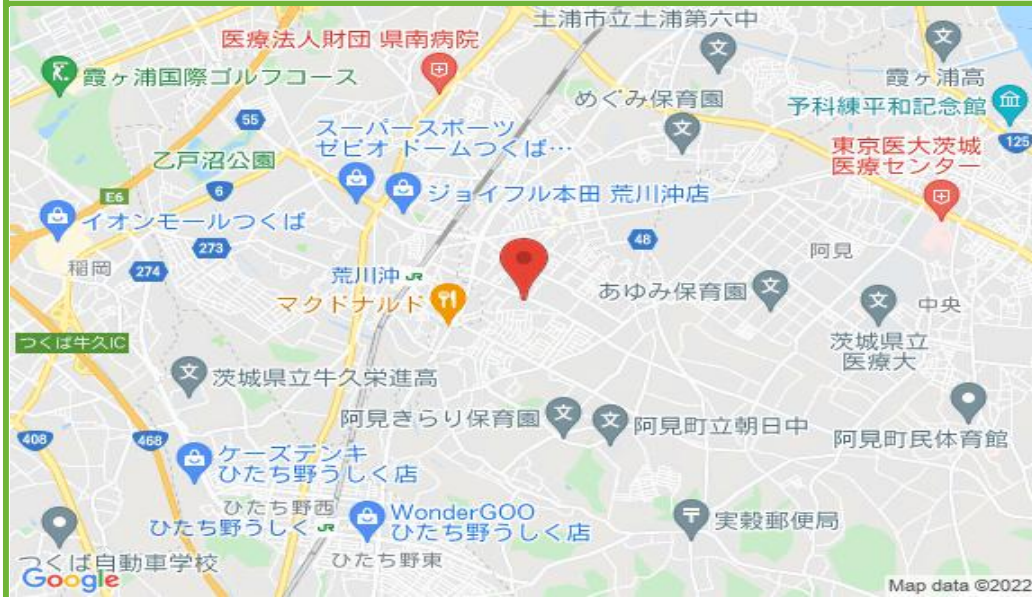 土浦市立土浦第六中
医療法人財団 県南病院
霞ヶ浦国際ゴルフコース
霞ヶ浦高
めぐみ保育園
予科練平和記念館
55
スーパースポーツ
ゼビオ ドームつくば…
125
東京医大茨城
医療センター
乙戸沼公園
6
E6
ジョイフル本田 荒川沖店
イオンモールつくば
273
48
阿見
稲岡
274
荒川沖 JR
あゆみ保育園
マクドナルド
中央
つくば牛久IC
茨城県立
医療大
茨城県立牛久栄進高
阿見きらり保育園
阿見町立朝日中
阿見町民体育館
408
468
ケーズデンキ
ひたち野うしく店
ひたち野西
WonderGOO
ひたち野うしく店
ひたち野うしく JR
実穀郵便局
つくば自動車学校
ひたち野東
Google
Map data ©2022